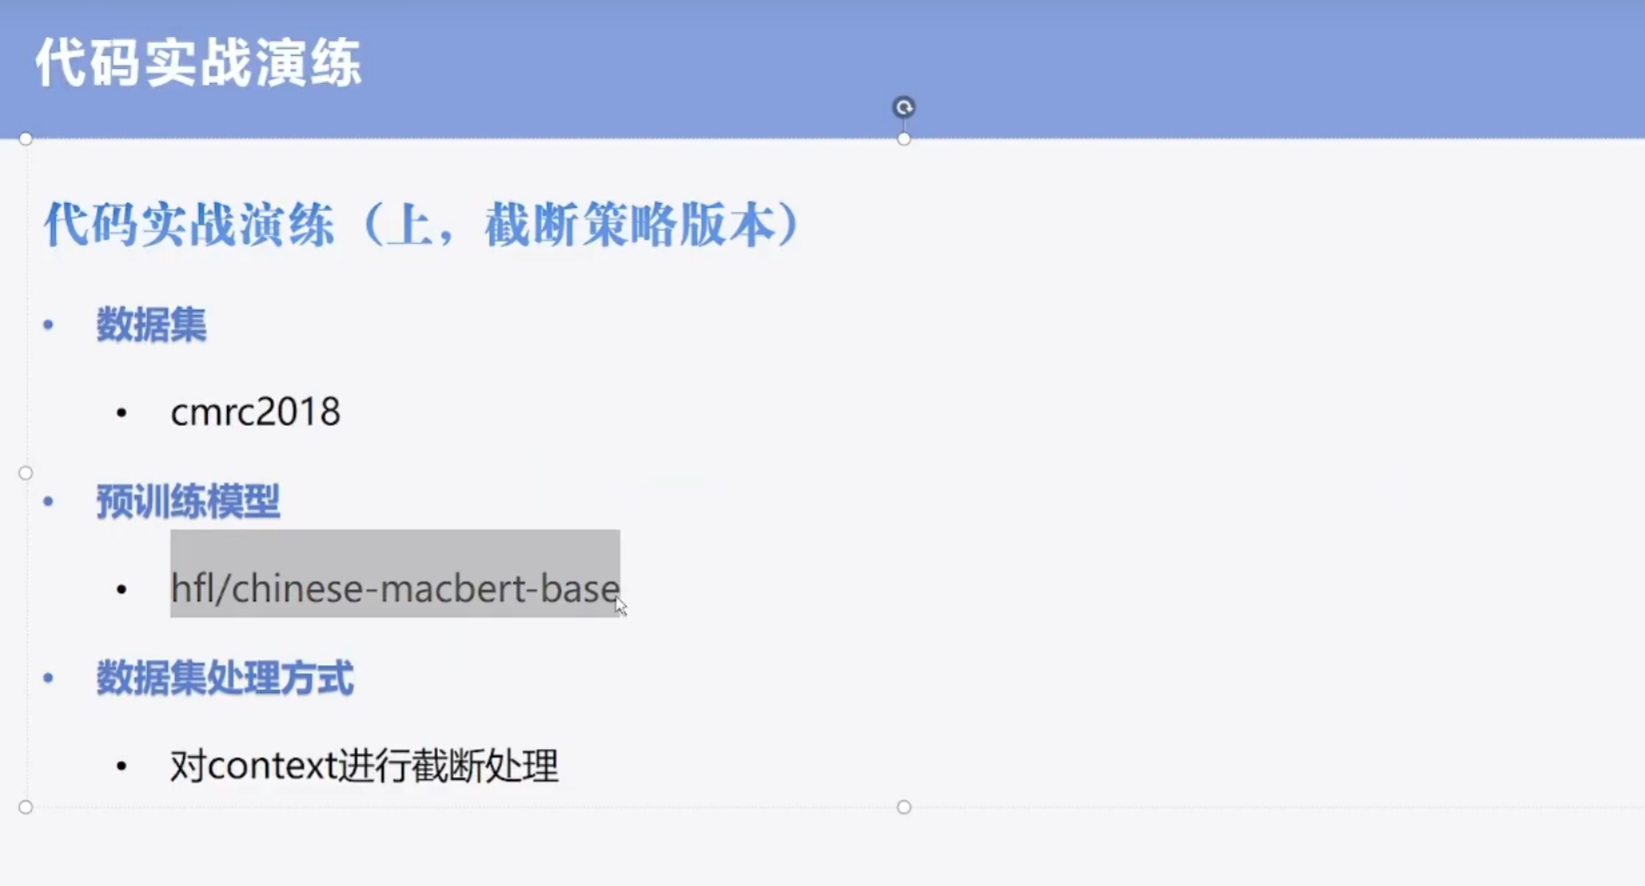 代码实战演练
代码实战演练（上，截断策略版本）
• 数据集
• cmrc2018
• 预训练模型
• hfl/chinese-macbert-base
• 数据集处理方式
• 对context进行截断处理